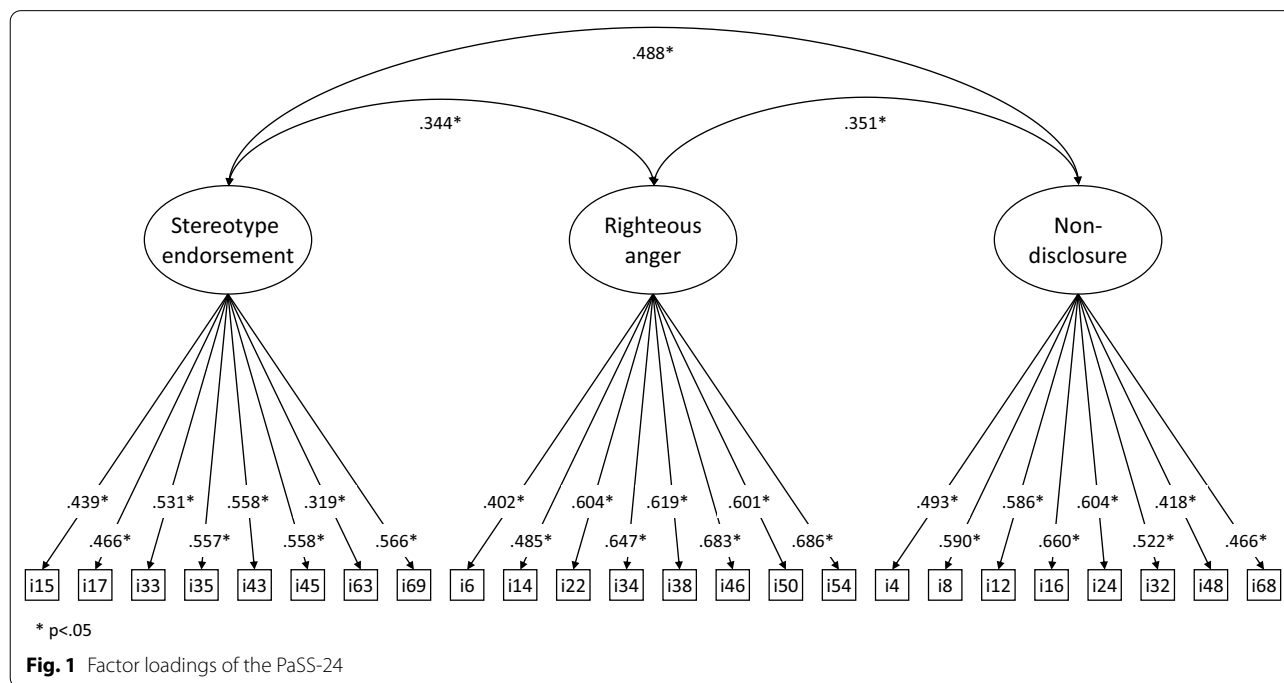 .488*
.344* .351*
Stereotype endorsement
Righteous anger
Non-disclosure
.439* .531* .558* .319* .402* .604* .619* .601* .493* .586* .604* .418*
.466* .557* .558* .566* .485* .647* .683* .686* .590* .660* .522* .466*
i15 i17 i33 i35 i43 i45 i63 i69 i6 i14 i22 i34 i38 i46 i50 i54 i4 i8 i12 i16 i24 i32 i48 i68
* p<.05
Fig. 1 Factor loadings of the PaSS-24